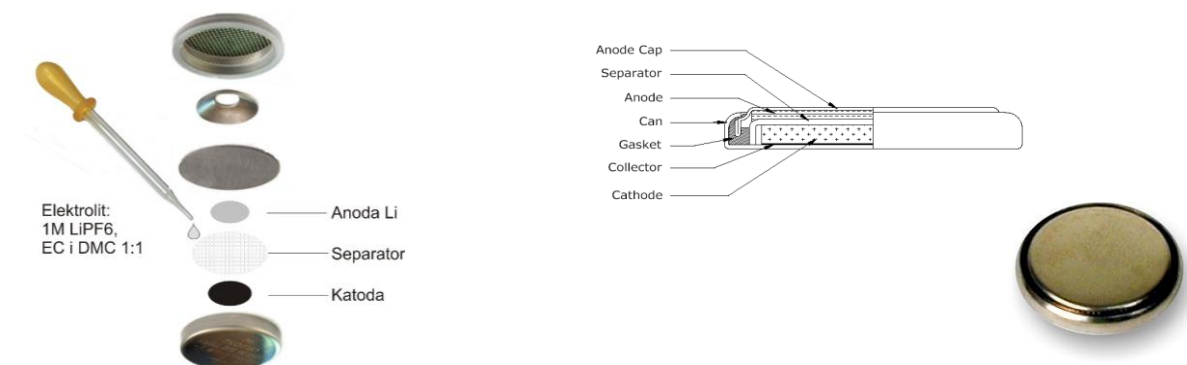 Elektrolit:
1M LiPF6,
EC i DMC 1:1
Anoda Li
Separator
Katoda
Anode Cap
Separator
Anode
Can
Gasket
Collector
Cathode